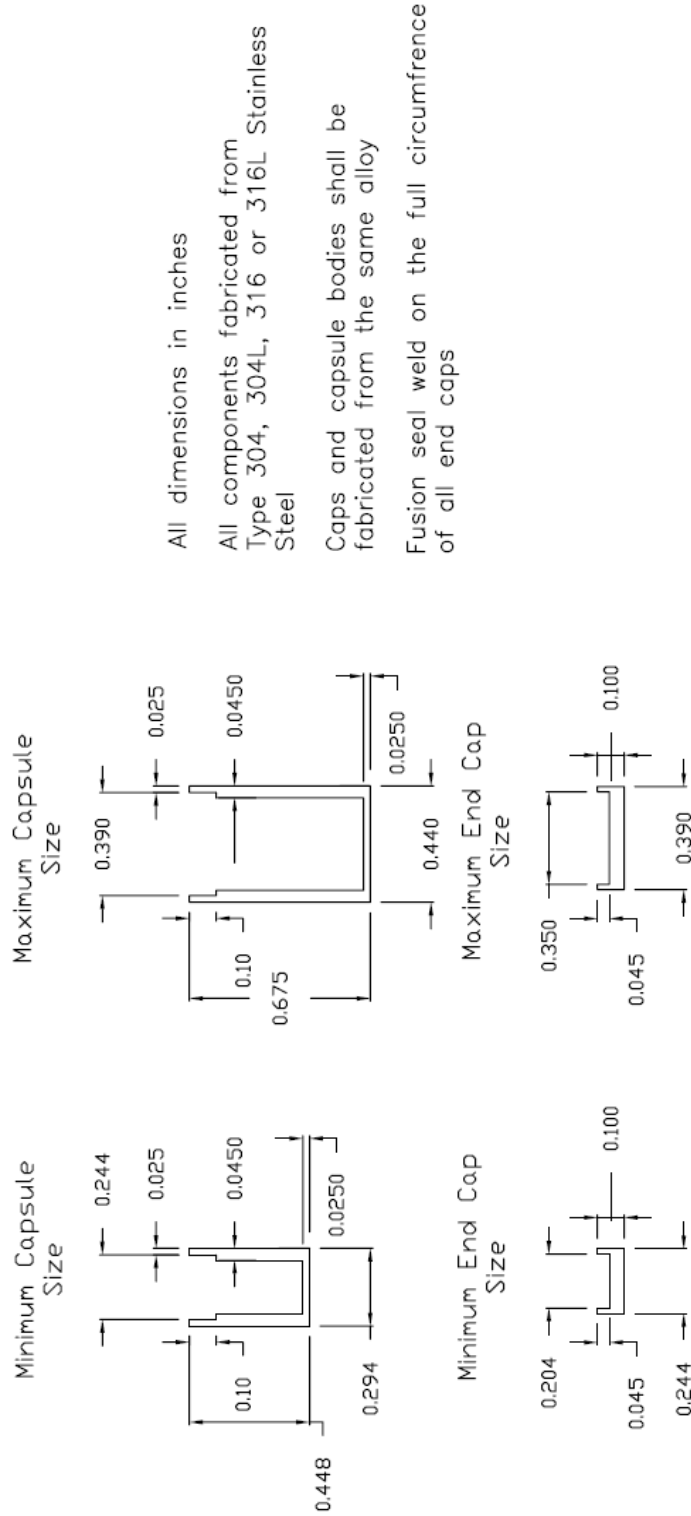 Minimum Capsule
Size
0.244
0.025
0.0450
0.10
0.448
0.0250
0.294
Maximum Capsule
Size
0.390
0.025
0.0450
0.10
0.675
0.0250
0.440
Minimum End Cap
Size
0.204
0.100
0.045
0.244
Maximum End Cap
Size
0.350
0.100
0.045
0.390
All dimensions in inches
All components fabricated from
Type 304, 304L, 316 or 316L Stainless
Steel
Caps and capsule bodies shall be
fabricated from the same alloy
Fusion seal weld on the full circumfrence
of all end caps